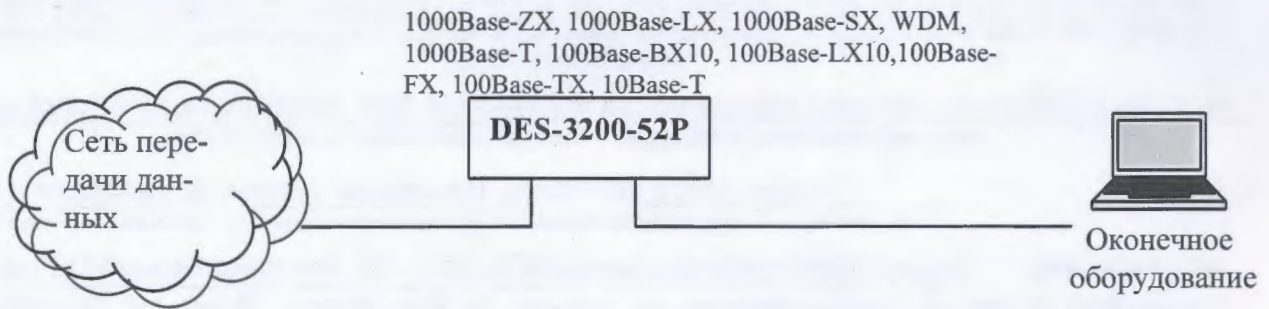 1000Base-ZX, 1000Base-LX, 1000Base-SX, WDM,
1000Base-T, 100Base-BX10, 100Base-LX10,100Base-
FX, 100Base-TX, 10Base-T
DES-3200-52P
Сеть пере-
дачи дан-
ных
Оконечное
оборудование